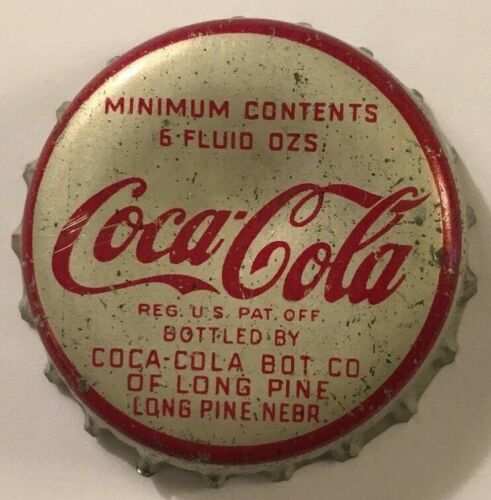 MINIMUM CONTENTS
6 FLUID OZS.
Coca-Cola
REG. U.S. PAT. OFF
BOTTLED BY
COCA-COLA BOT CO
OF LONG PINE
LONG PINE, NEBR.